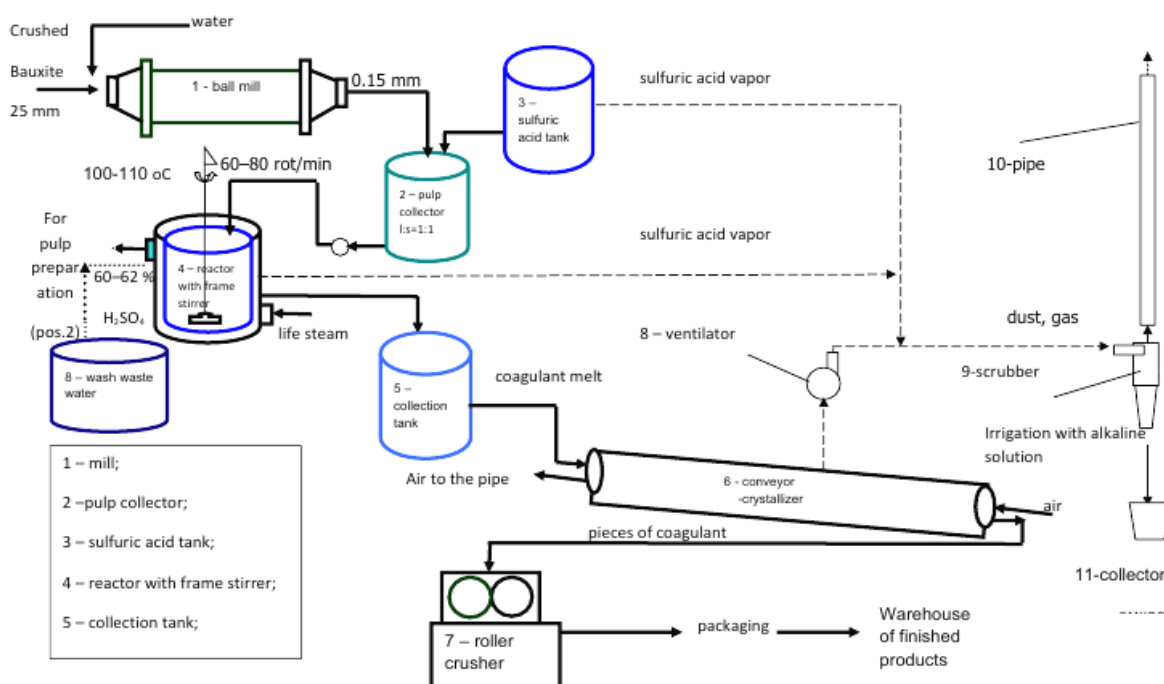 water
Crushed
Bauxite
25 mm
1 - ball mill
0.15 mm
3 –
sulfuric
acid tank
sulfuric acid vapor
10-pipe
100-110 oC
60–80 rot/min
2 – pulp
collector
l:s=1:1
For
pulp
prepar
ation
(pos.2)
60–62 %
H₂SO₄
4 – reactor
with frame
stirrer
sulfuric acid vapor
life steam
8 – wash waste
water
5 –
collection
tank
coagulant melt
8 – ventilator
dust, gas
9-scrubber
Irrigation with alkaline
solution
Air to the pipe
6 - conveyor
-crystallizer
air
pieces of coagulant
11-collector
7 – roller
crusher
packaging
Warehouse
of finished
products
1 – mill;
2 –pulp collector;
3 – sulfuric acid tank;
4 – reactor with frame stirrer;
5 – collection tank;